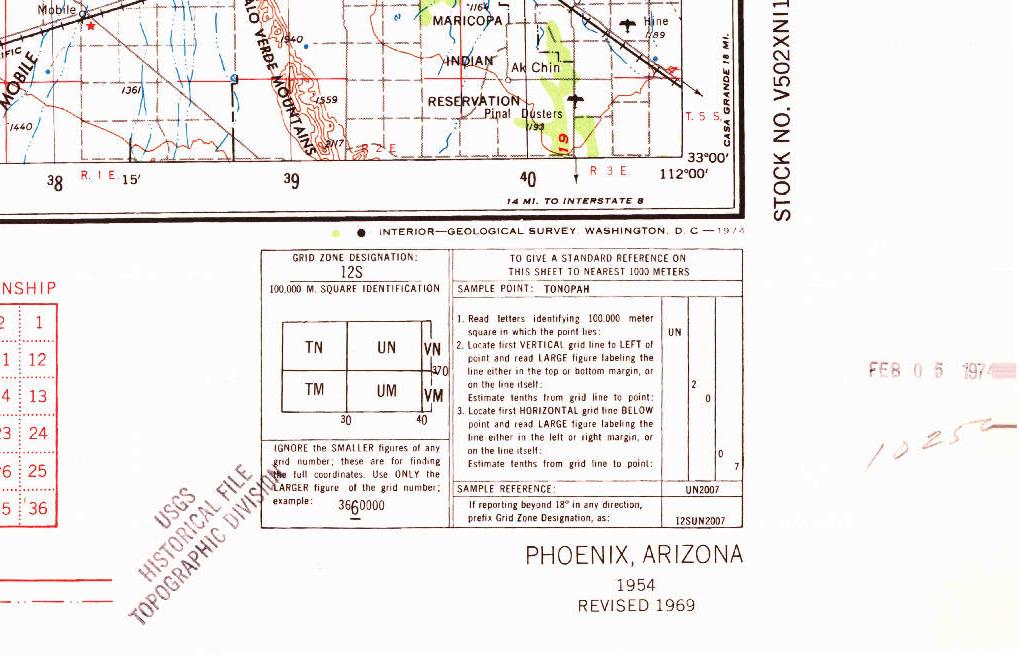 Mobile
1164
MARICOPA
Hine
1189
1940
INDIAN
Ak Chin
MOBILE
1361
VERDE MOUNTAINS
1559
RESERVATION
Pinal Dusters
1193
T. 5 S.
CASA GRANDE 18 MI.
1440
19
33°00'
38
R. 1 E.
15'
39
40
R 3 E.
112°00'
14 MI. TO INTERSTATE 8
STOCK NO. V502XNI1
INTERIOR—GEOLOGICAL SURVEY. WASHINGTON. D. C — 1974
NSHIP
2 1
1 12
4 13
23 24
26 25
5 36
GRID ZONE DESIGNATION:
12S
100,000 M. SQUARE IDENTIFICATION
TN UN VN
370
TM UM VM
30 40
IGNORE the SMALLER figures of any
grid number; these are for finding
the full coordinates. Use ONLY the
LARGER figure of the grid number;
example: 3660000
TO GIVE A STANDARD REFERENCE ON
THIS SHEET TO NEAREST 1000 METERS
SAMPLE POINT: TONOPAH
1. Read letters identifying 100.000 meter
square in which the point lies: UN
2. Locate first VERTICAL grid line to LEFT of
point and read LARGE figure labeling the
line either in the top or bottom margin, or
on the line itself: 2
Estimate tenths from grid line to point: 0
3. Locate first HORIZONTAL grid line BELOW
point and read LARGE figure labeling the
line either in the left or right margin, or
on the line itself: 0
Estimate tenths from grid line to point: 7
SAMPLE REFERENCE: UN2007
If reporting beyond 18° in any direction,
prefix Grid Zone Designation, as: 12SUN2007
FEB 05 1974
USGS
HISTORICAL FILE
TOPOGRAPHIC DIVISION
PHOENIX, ARIZONA
1954
REVISED 1969